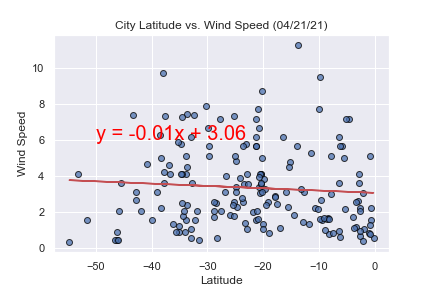 City Latitude vs. Wind Speed (04/21/21)
10
8
6
4
2
0
Wind Speed
y = -0.01x + 3.06
−50 −40 −30 −20 −10 0
Latitude